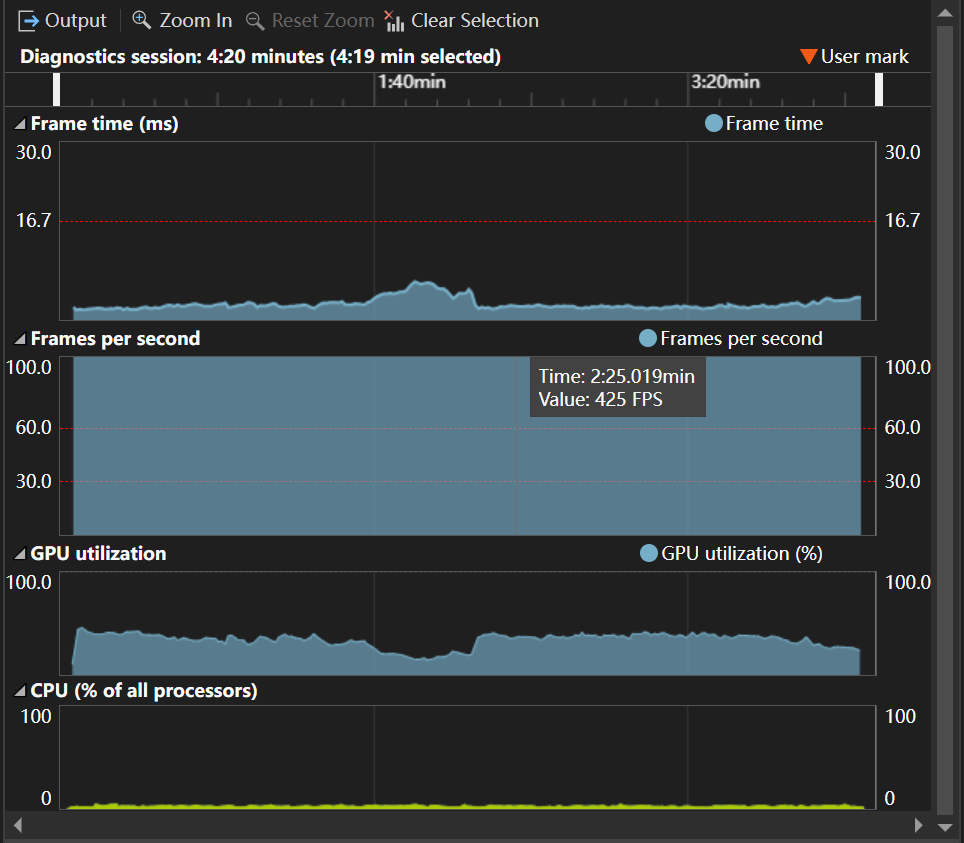 Output Zoom In Reset Zoom Clear Selection
Diagnostics session: 4:20 minutes (4:19 min selected) User mark
1:40min 3:20min
Frame time (ms) Frame time
30.0 30.0
16.7 16.7
Frames per second Frames per second
100.0 100.0
Time: 2:25.019min
Value: 425 FPS
60.0 60.0
30.0 30.0
GPU utilization GPU utilization (%)
100.0 100.0
CPU (% of all processors)
100 100
0 0